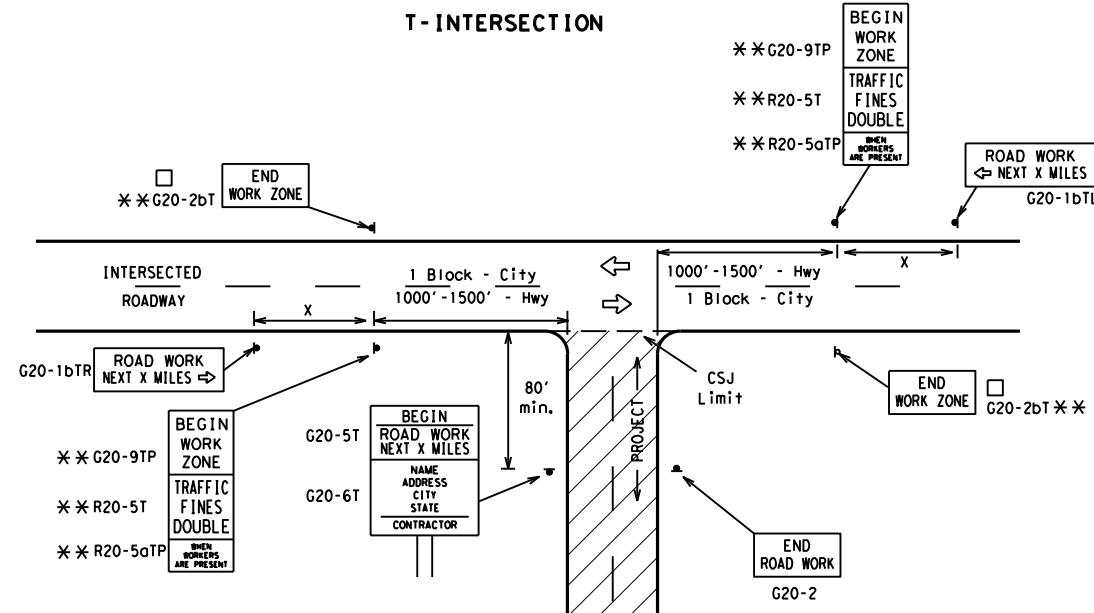 T-INTERSECTION
BEGIN
WORK
ZONE
TRAFFIC
FINES
DOUBLE
WHEN
WORKERS
ARE PRESENT
**G20-9TP
**R20-5T
**R20-5aTP
ROAD WORK
⇦ NEXT X MILES
G20-1bTL
END
WORK ZONE
□
**G20-2bT
INTERSECTED
ROADWAY
X
1 Block - City
1000'-1500' - Hwy
1000'-1500' - Hwy
1 Block - City
X
G20-1bTR
ROAD WORK
NEXT X MILES ⇨
80'
min.
CSJ
Limit
PROJECT
END
WORK ZONE
□
G20-2bT**
BEGIN
WORK
ZONE
TRAFFIC
FINES
DOUBLE
WHEN
WORKERS
ARE PRESENT
**G20-9TP
**R20-5T
**R20-5aTP
G20-5T
BEGIN
ROAD WORK
NEXT X MILES
G20-6T
NAME
ADDRESS
CITY
STATE
CONTRACTOR
END
ROAD WORK
G20-2